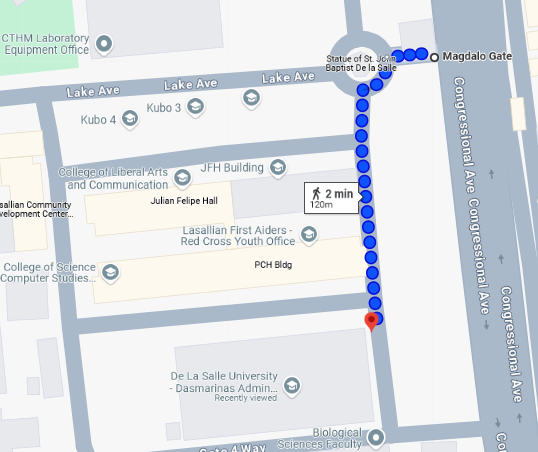 CTHM Laboratory
Equipment Office
Statue of St. John
Baptist De la Salle
Magdalo Gate
Lake Ave
Lake Ave
Lake Ave
Kubo 3
Kubo 4
Congressional Ave
Congressional Ave
Congressional Ave
JFH Building
College of Liberal Arts
and Communication
2 min
120m
Julian Felipe Hall
asallian Community
velopment Center...
Lasallian First Aiders -
Red Cross Youth Office
PCH Bldg
College of Science
Computer Studies...
De La Salle University
- Dasmarinas Admin...
Recently viewed
Biological
Sciences Faculty
Gate 4 Way
Co